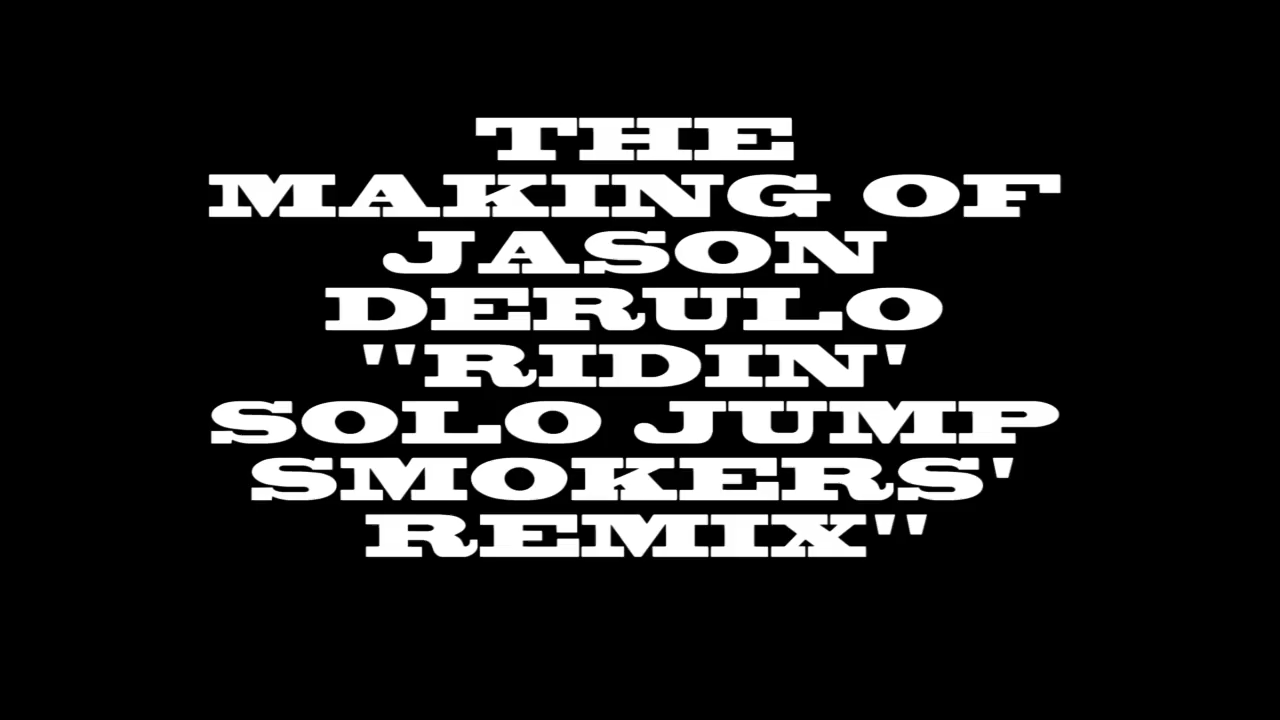 THE
MAKING OF
JASON
DERULO
"RIDIN'
SOLO JUMP
SMOKERS'
REMIX"